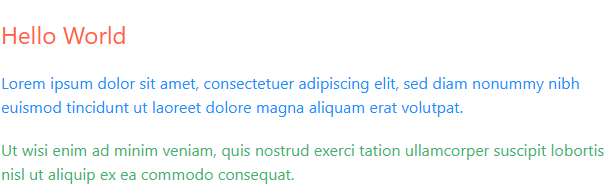 Hello World
Lorem ipsum dolor sit amet, consectetuer adipiscing elit, sed diam nonummy nibh
euismod tincidunt ut laoreet dolore magna aliquam erat volutpat.
Ut wisi enim ad minim veniam, quis nostrud exerci tation ullamcorper suscipit lobortis
nisl ut aliquip ex ea commodo consequat.